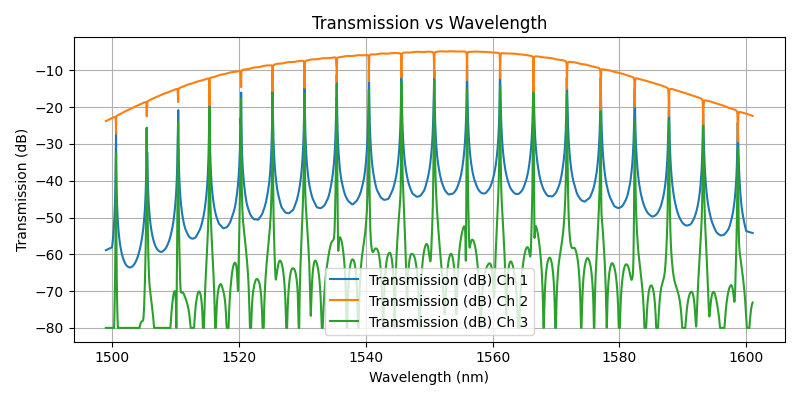 Transmission vs Wavelength
Transmission (dB)
−10
−20
−30
−40
−50
−60
−70
−80
Transmission (dB) Ch 1
Transmission (dB) Ch 2
Transmission (dB) Ch 3
1500
1520
1540
1560
1580
1600
Wavelength (nm)